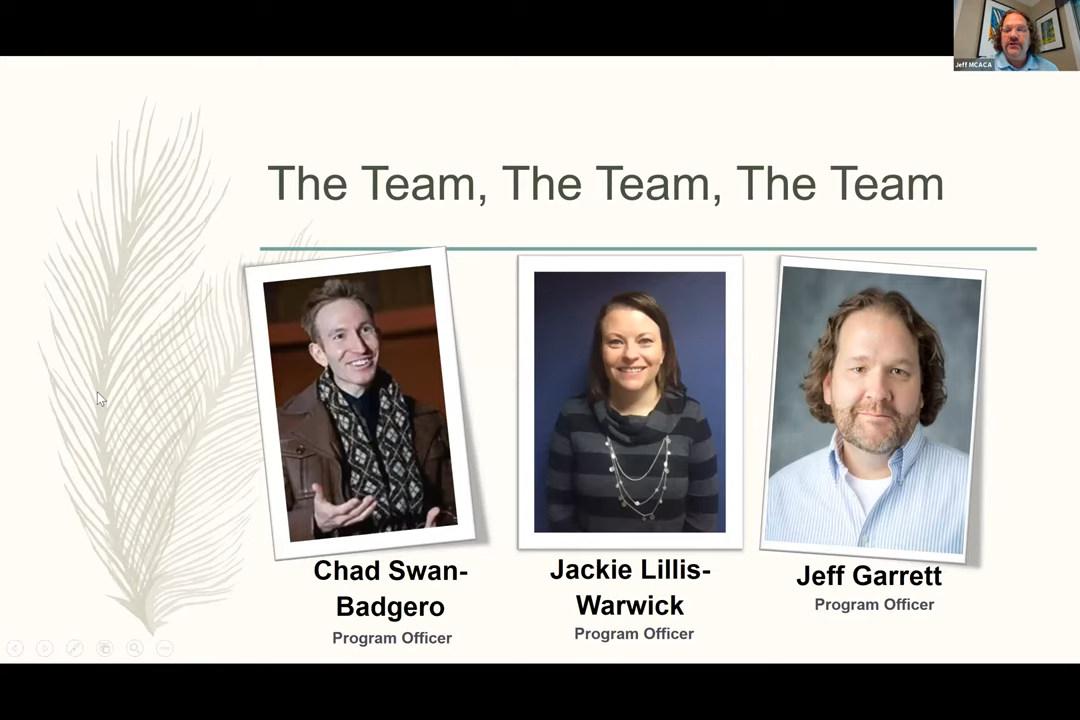 Jeff MCACA
The Team, The Team, The Team
Chad Swan-
Badgero
Program Officer
Jackie Lillis-
Warwick
Program Officer
Jeff Garrett
Program Officer